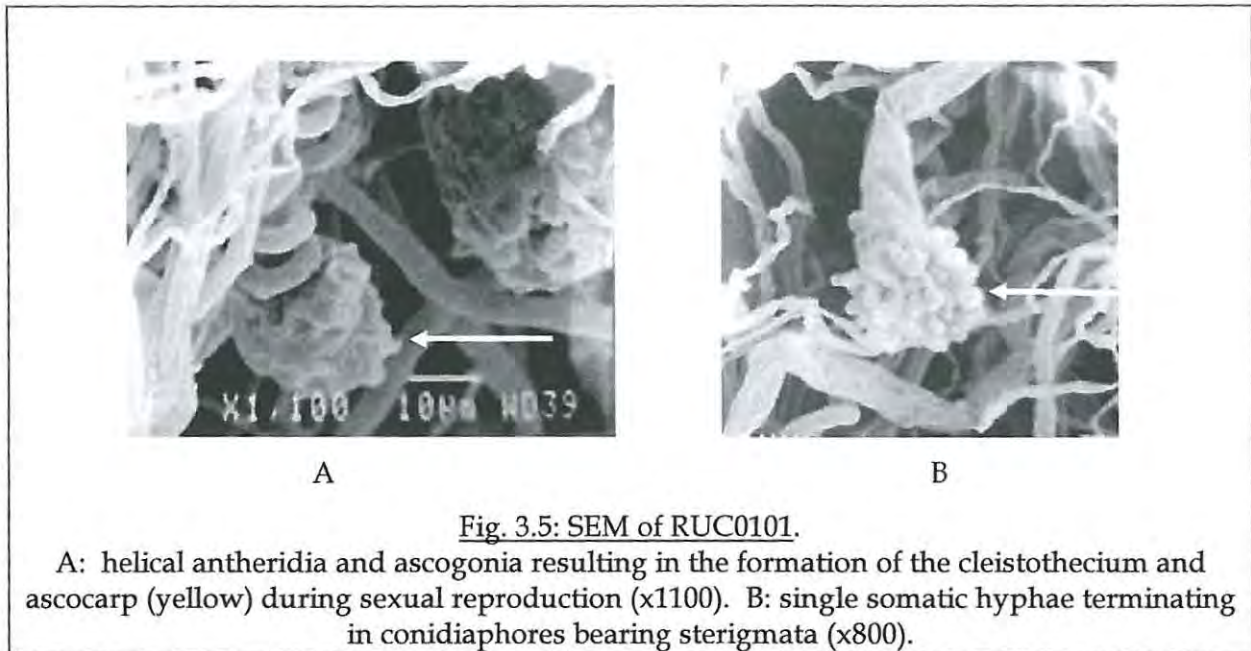 X1,100 10µm WD39
A B
Fig. 3.5: SEM of RUC0101.
A: helical antheridia and ascogonia resulting in the formation of the cleistothecium and
ascocarp (yellow) during sexual reproduction (x1100). B: single somatic hyphae terminating
in conidiaphores bearing sterigmata (x800).